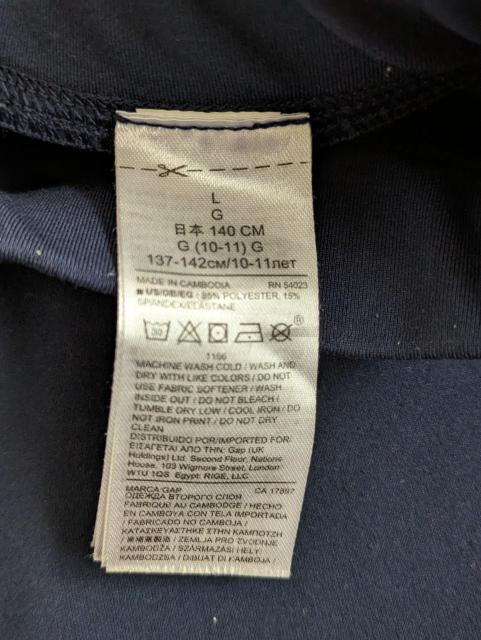 L
G
日本 140 CM
G (10-11) G
137-142см/10-11лет
MADE IN CAMBODIA RN 54023
US/GB/EG : 85% POLYESTER, 15%
SPANDEX/ELASTANE
30
®
1166
MACHINE WASH COLD / WASH AND
DRY WITH LIKE COLORS / DO NOT
USE FABRIC SOFTENER / WASH
INSIDE OUT / DO NOT BLEACH /
TUMBLE DRY LOW / COOL IRON / DO
NOT IRON PRINT / DO NOT DRY
CLEAN
DISTRIBUIDO POR/IMPORTED FOR/
ΕΙΣΑΓΕΤΑΙ ΑΠΟ ΤΗΝ: Gap (UK
Holdings) Ltd. Second Floor, Nations
House, 103 Wigmore Street, London
W1U 1QS Egypt: RIGE, LLC
MARCA GAP CA 17897
ОДЕЖДА ВТОРОГО СЛОЯ
FABRIQUÉ AU CAMBODGE / HECHO
EN CAMBOYA CON TELA IMPORTADA
/ FABRICADO NO CAMBOJA /
ΚΑΤΑΣΚΕΥΑΣΤΗΚΕ ΣΤΗΝ ΚΑΜΠΟΤΖΗ
/ ZEMLJA PROIZVODNJE
KAMBODŽA / SZÁRMAZÁSI HELY:
KAMBODZSA / DIBUAT DI KAMBOJA /